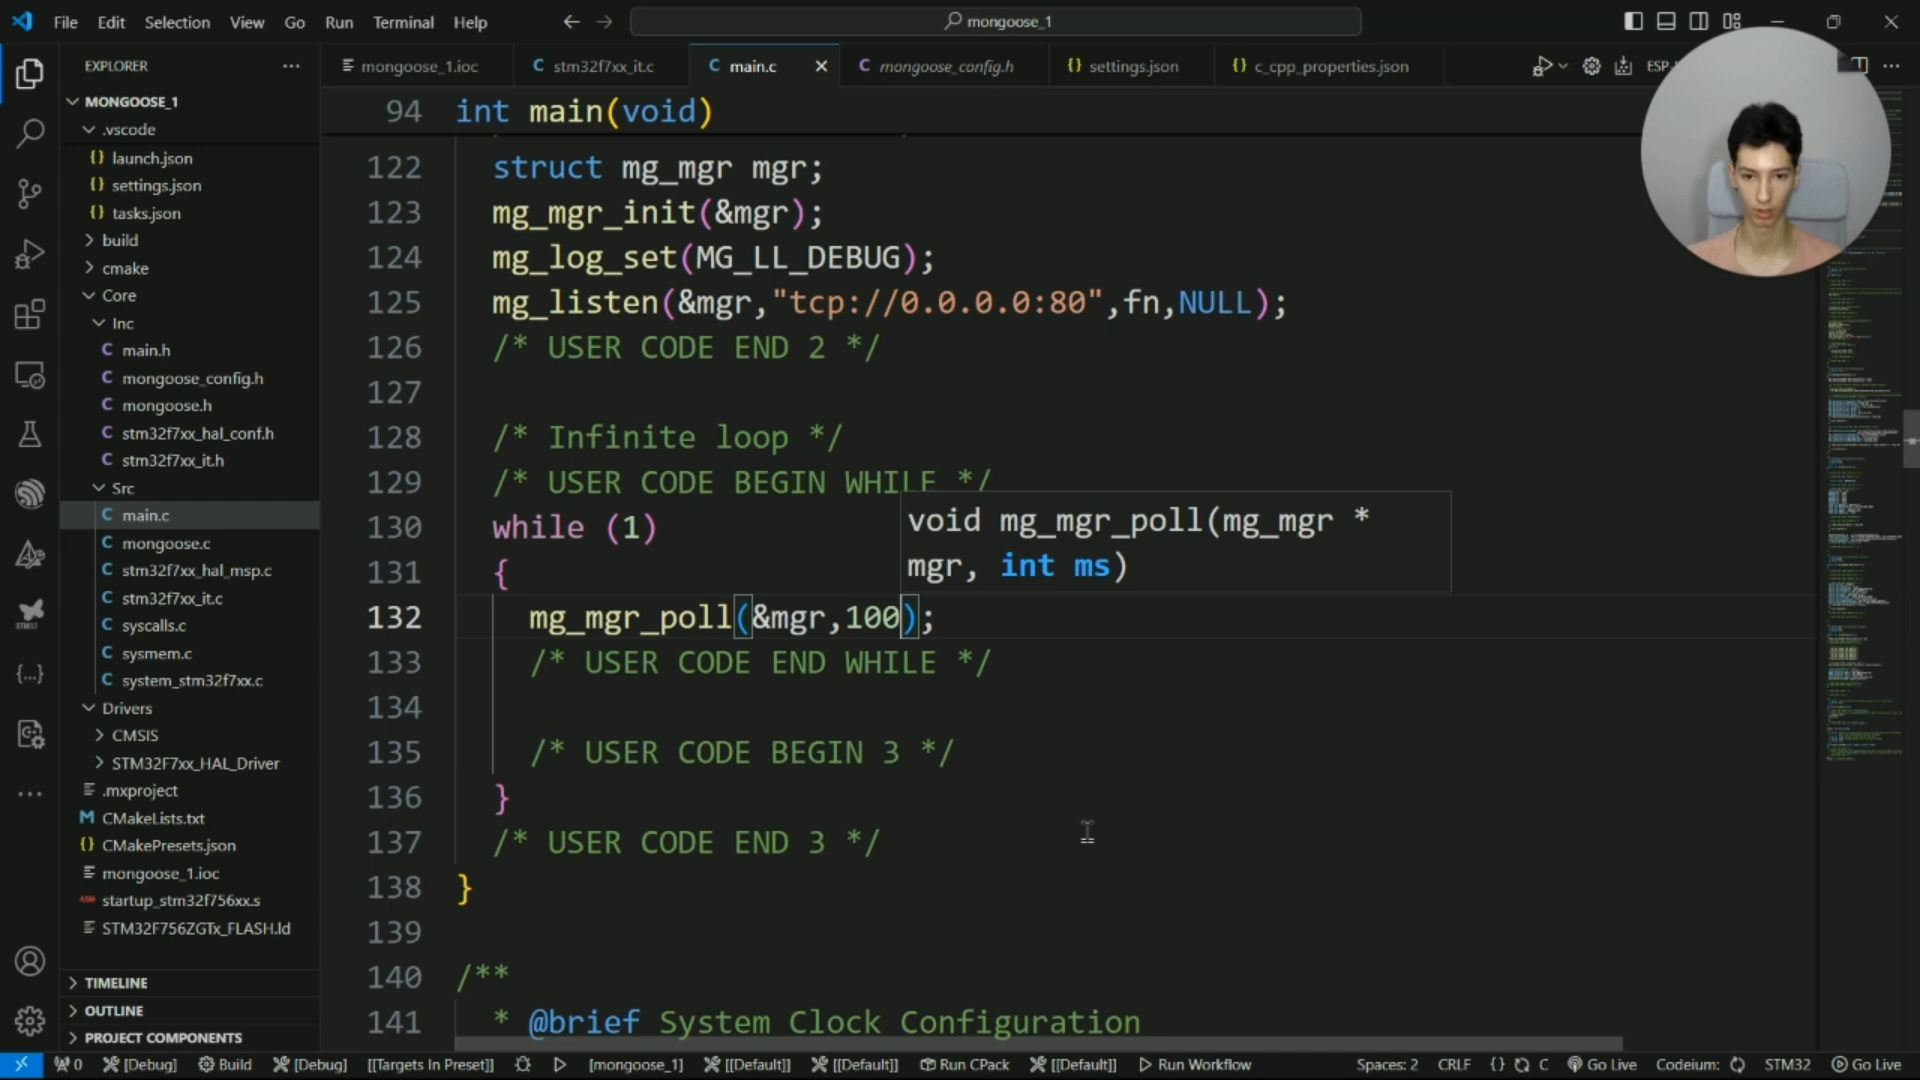 File Edit Selection View Go Run Terminal Help
mongoose_1
EXPLORER
MONGOOSE_1
.vscode
launch.json
settings.json
tasks.json
build
cmake
Core
Inc
main.h
mongoose_config.h
mongoose.h
stm32f7xx_hal_conf.h
stm32f7xx_it.h
Src
main.c
mongoose.c
stm32f7xx_hal_msp.c
stm32f7xx_it.c
syscalls.c
sysmem.c
system_stm32f7xx.c
Drivers
CMSIS
STM32F7xx_HAL_Driver
.mxproject
CMakeLists.txt
CMakePresets.json
mongoose_1.ioc
startup_stm32f756xx.s
STM32F756ZGTx_FLASH.ld
TIMELINE
OUTLINE
PROJECT COMPONENTS
mongoose_1.ioc stm32f7xx_it.c main.c mongoose_config.h settings.json c_cpp_properties.json
94 int main(void)
122 struct mg_mgr mgr;
123 mg_mgr_init(&mgr);
124 mg_log_set(MG_LL_DEBUG);
125 mg_listen(&mgr,"tcp://0.0.0.0:80",fn,NULL);
126 /* USER CODE END 2 */
127
128 /* Infinite loop */
129 /* USER CODE BEGIN WHILE */
130 while (1)
131 {
132 mg_mgr_poll(&mgr,100);
133 /* USER CODE END WHILE */
134
135 /* USER CODE BEGIN 3 */
136 }
137 /* USER CODE END 3 */
138 }
139
140 /**
141 * @brief System Clock Configuration
void mg_mgr_poll(mg_mgr *
mgr, int ms)
0 [Debug] Build [Debug] [[Targets In Preset]] [mongoose_1] [[Default]] [[Default]] Run CPack [[Default]] Run Workflow Spaces: 2 CRLF {} C Go Live Codeium: STM32 Go Live